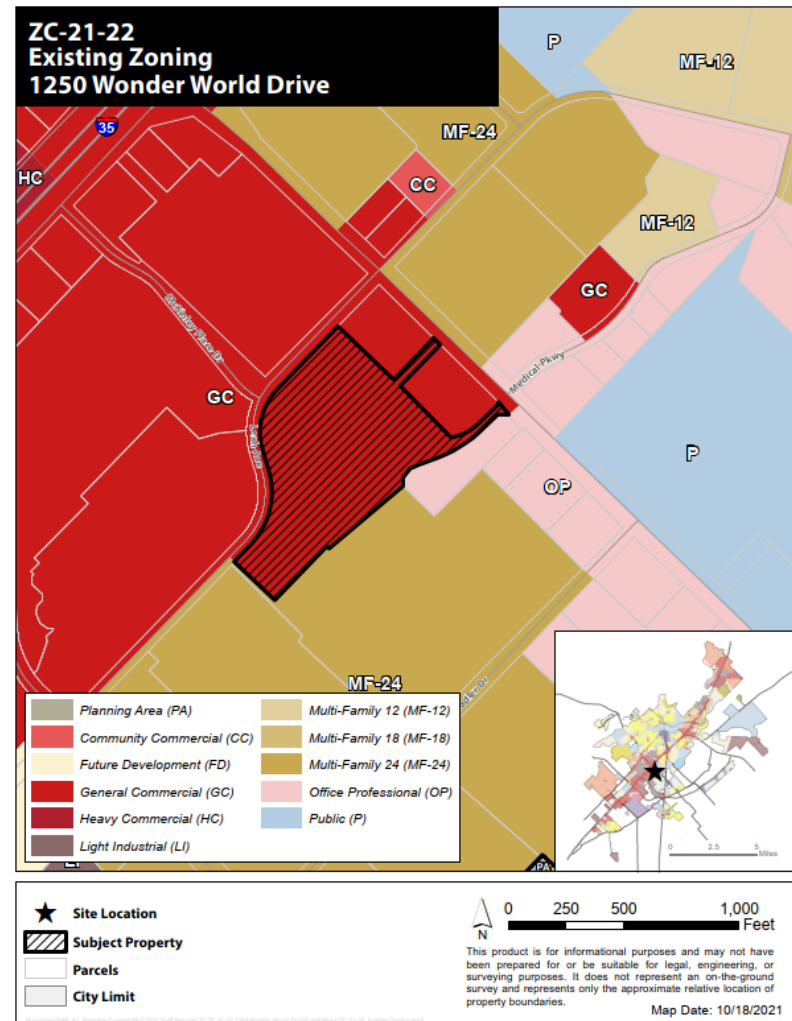 ZC-21-22
Existing Zoning
1250 Wonder World Drive
P
MF-12
35
MF-24
HC
CC
MF-12
GC
McKinley Place Dr
Medical Pkwy
GC
P
OP
MF-24
Planning Area (PA)
Community Commercial (CC)
Future Development (FD)
General Commercial (GC)
Heavy Commercial (HC)
Light Industrial (LI)
Multi-Family 12 (MF-12)
Multi-Family 18 (MF-18)
Multi-Family 24 (MF-24)
Office Professional (OP)
Public (P)
PA
0 2.5 5
Miles
Site Location
Subject Property
Parcels
City Limit
N
0 250 500 1,000
Feet
This product is for informational purposes and may not have
been prepared for or be suitable for legal, engineering, or
surveying purposes. It does not represent an on-the-ground
survey and represents only the approximate relative location of
property boundaries.
Map Date: 10/18/2021